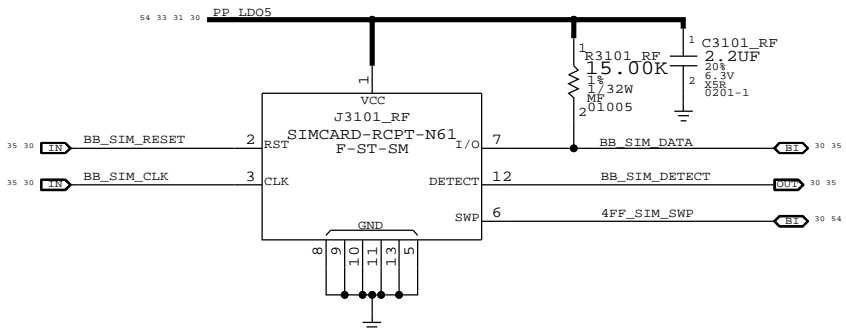 54 33 31 30 PP_LDO5
1 C3101_RF
2.2UF
20%
6.3V
X5R
0201-1
2
1 R3101_RF
15.00K
1%
1/32W
MF
01005
2
1
VCC
J3101_RF
SIMCARD-RCPT-N61
F-ST-SM
35 30 IN BB_SIM_RESET 2 RST
I/O 7 BB_SIM_DATA BI 30 35
35 30 IN BB_SIM_CLK 3 CLK
DETECT 12 BB_SIM_DETECT OUT 30 35
SWP 6 4FF_SIM_SWP BI 30 54
GND
8 9 10 11 13 5